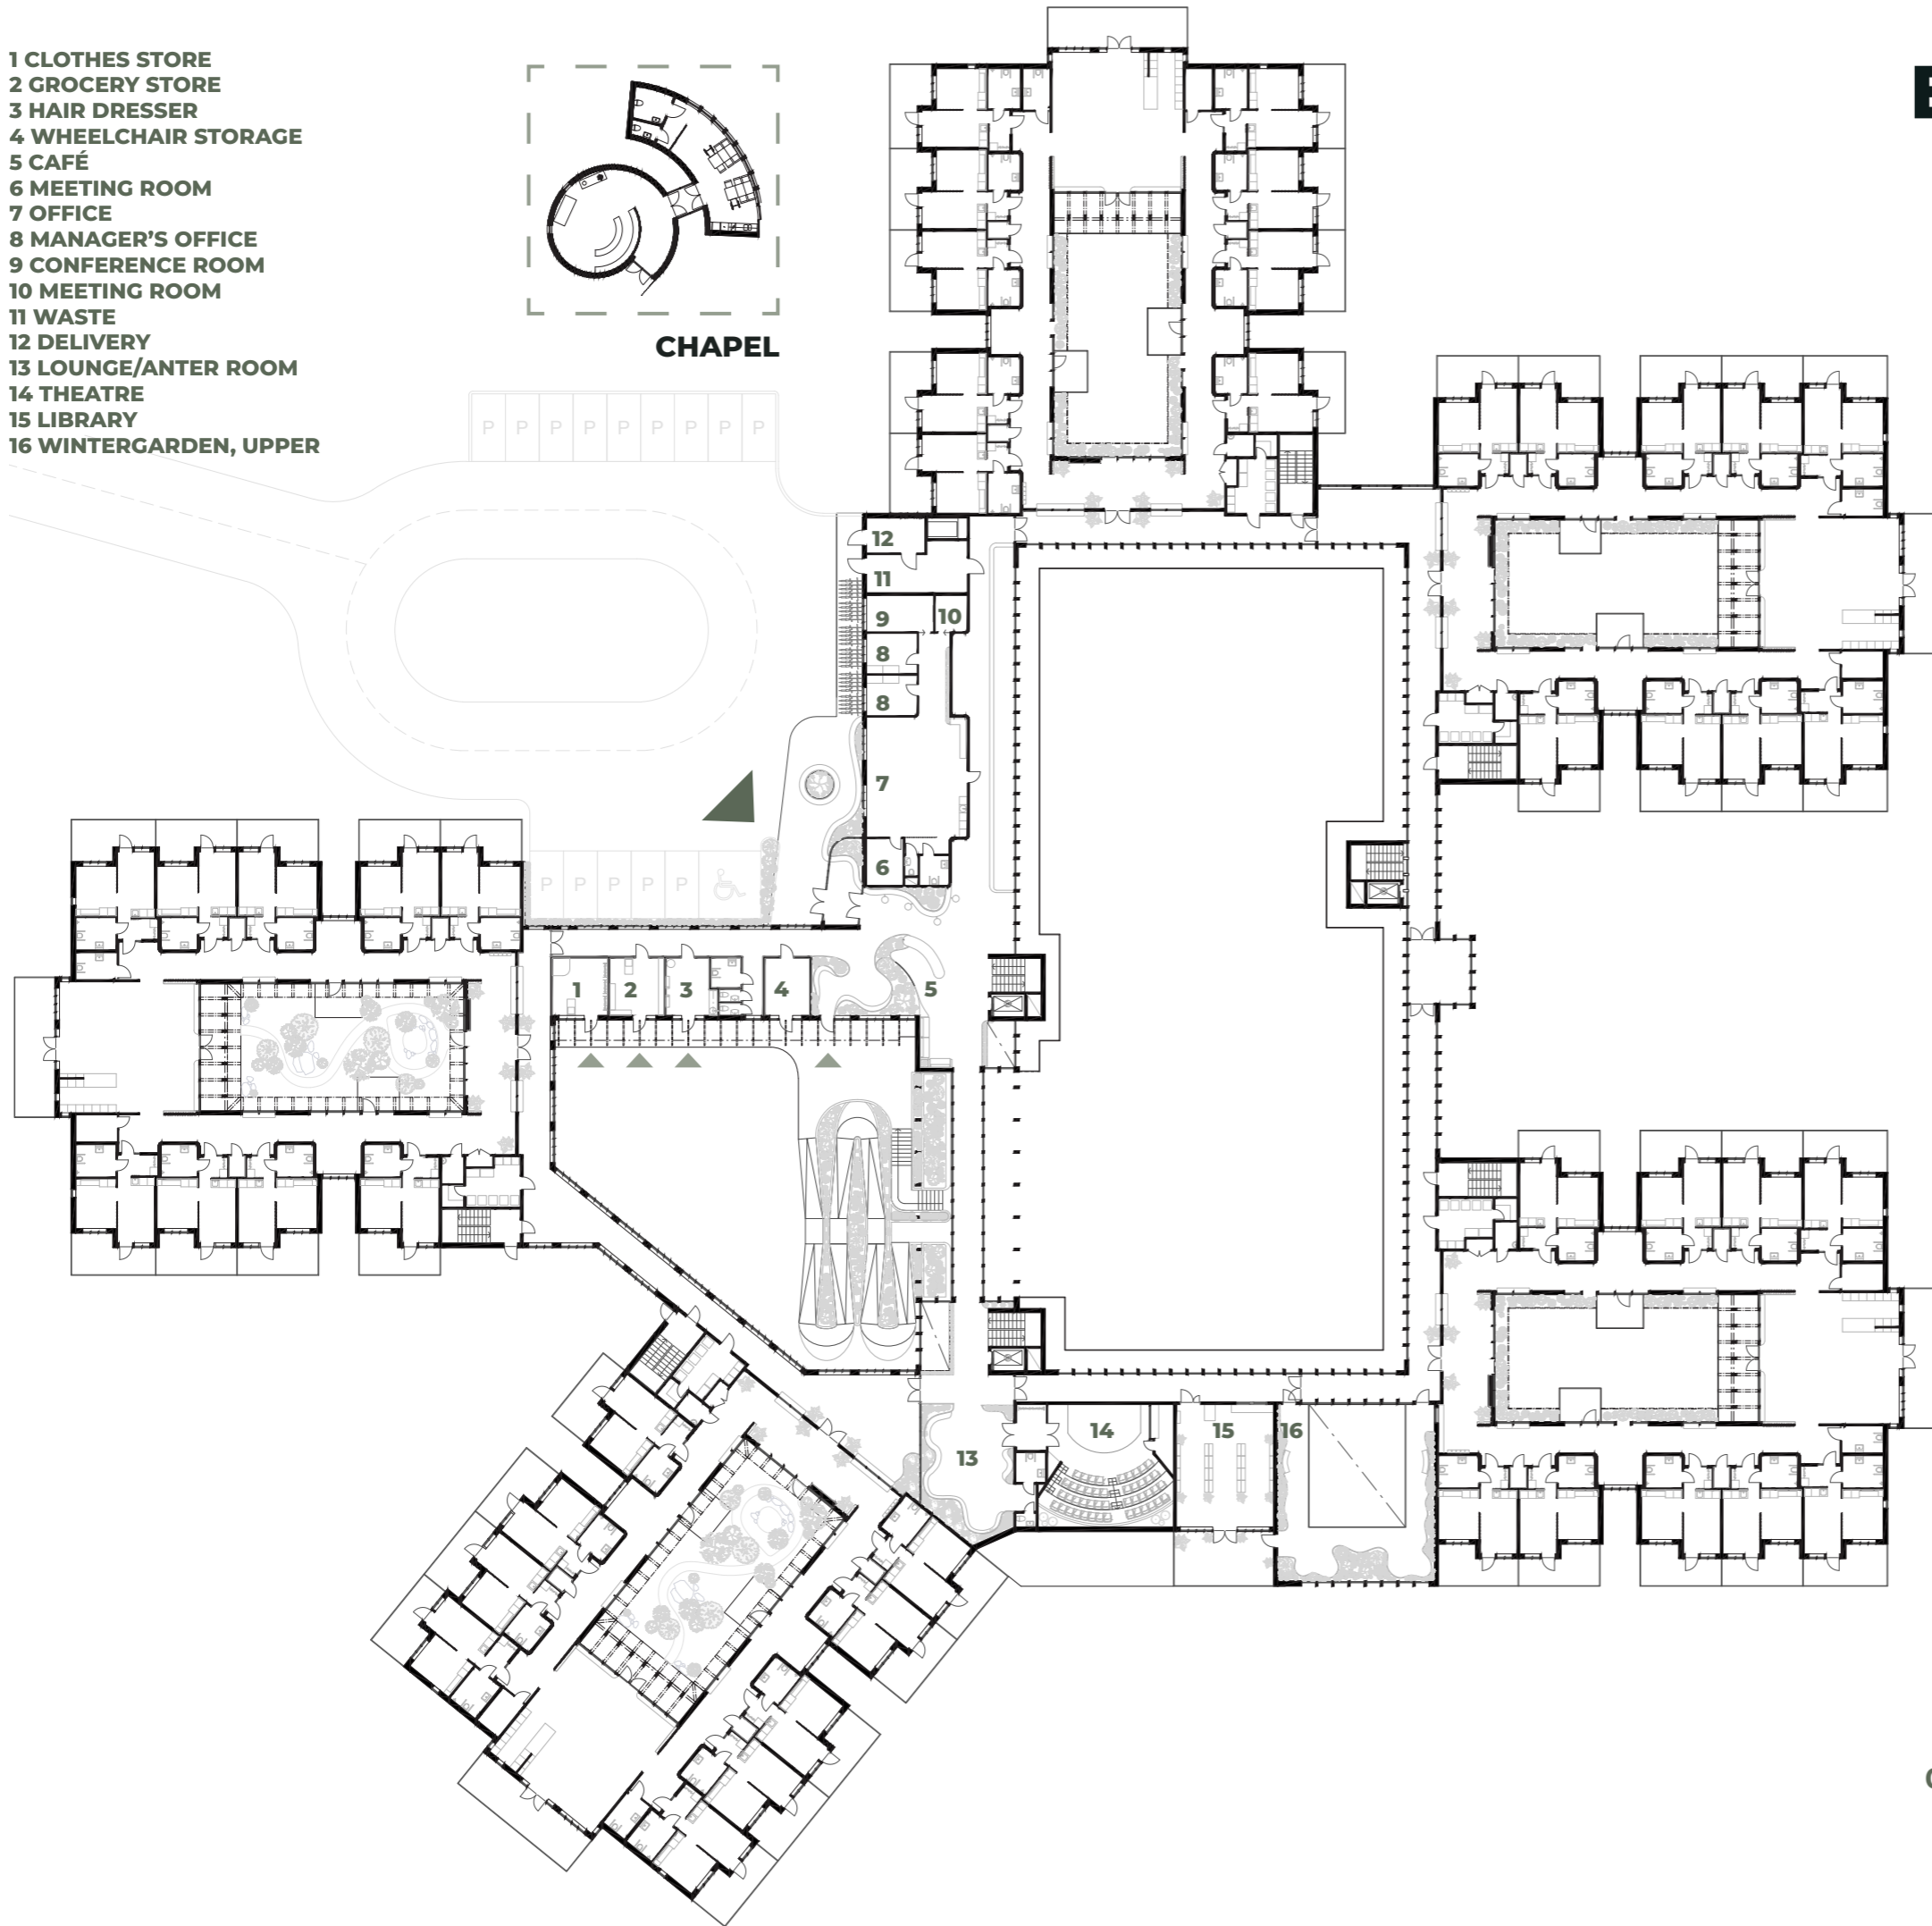 1 CLOTHES STORE
2 GROCERY STORE
3 HAIR DRESSER
4 WHEELCHAIR STORAGE
5 CAFÉ
6 MEETING ROOM
7 OFFICE
8 MANAGER'S OFFICE
9 CONFERENCE ROOM
10 MEETING ROOM
11 WASTE
12 DELIVERY
13 LOUNGE/ANTER ROOM
14 THEATRE
15 LIBRARY
16 WINTERGARDEN, UPPER
CHAPEL
P P P P P P P P
12
11
9 10
8
8
7
6
P P P P P
1 2 3 4 5
13 14 15 16